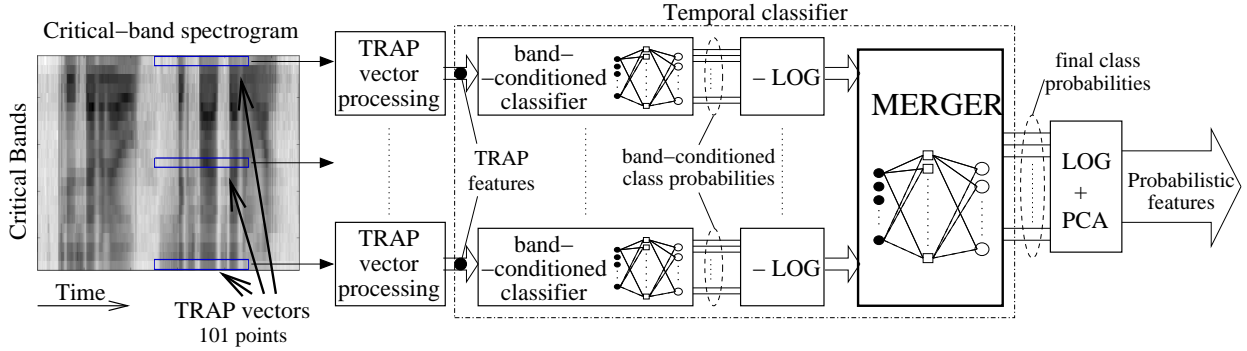 Critical−band spectrogram
Critical Bands
Time
TRAP vectors
101 points
TRAP
vector
processing
TRAP
vector
processing
TRAP
features
Temporal classifier
band−
−conditioned
classifier
− LOG
band−conditioned
class probabilities
band−
−conditioned
classifier
− LOG
MERGER
final class
probabilities
LOG
+
PCA
Probabilistic
features